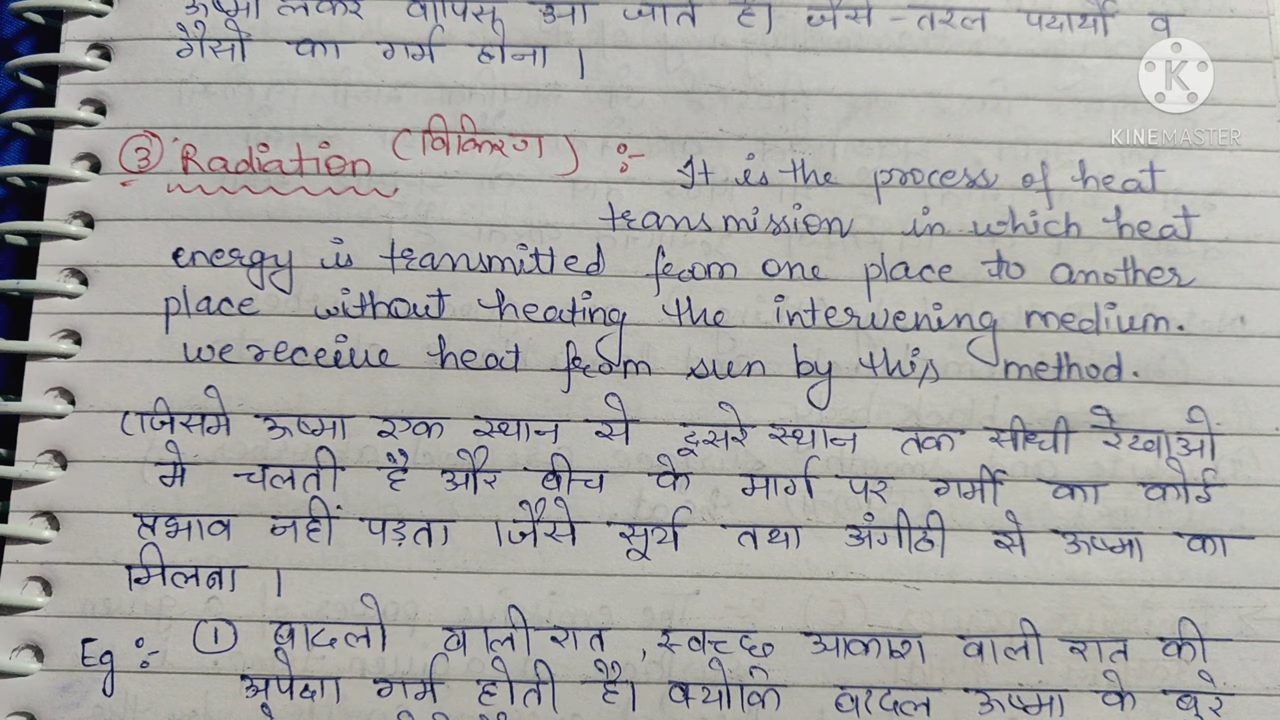 ऊष्मा लेकर वापिस आ जाते है। जैसे - तरल पदार्थो व
गैसो का गर्म होना ।
K
KINEMASTER
③ Radiation (विकिरण) :- It is the process of heat
transmission in which heat
energy is transmitted from one place to another
place without heating the intervening medium.
we receive heat from sun by this method.
(जिसमे ऊष्मा एक स्थान से दूसरे स्थान तक सीधी रेखाओ
मे चलती है और बीच के मार्ग पर गर्मी का कोई
प्रभाव नहीं पड़ता। जैसे सूर्य तथा अंगीठी से ऊष्मा का
मिलना ।
Eg :- ① बादलो वाली रात, स्वच्छ आकाश वाली रात की
अपेक्षा गर्म होती है। क्योकि बादल ऊष्मा के बुरे